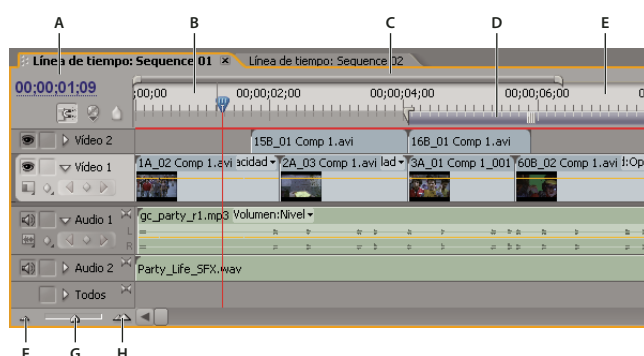 A B C D E
Línea de tiempo: Sequence 01 × Línea de tiempo: Sequence 02
00;00;01;09
;00;00 00;00;02;00 00;00;04;00 00;00;06;00 0
Vídeo 2 15B_01 Comp 1.avi 16B_01 Comp 1.avi
Vídeo 1 1A_02 Comp 1.avi acidad 2A_03 Comp 1.avi lad 3A_01 Comp 1_001 60B_02 Comp 1.avi :Op
Audio 1 gc_party_r1.mp3 Volumen:Nivel
L
R
Audio 2 Party_Life_SFX.wav
Todos
F G H